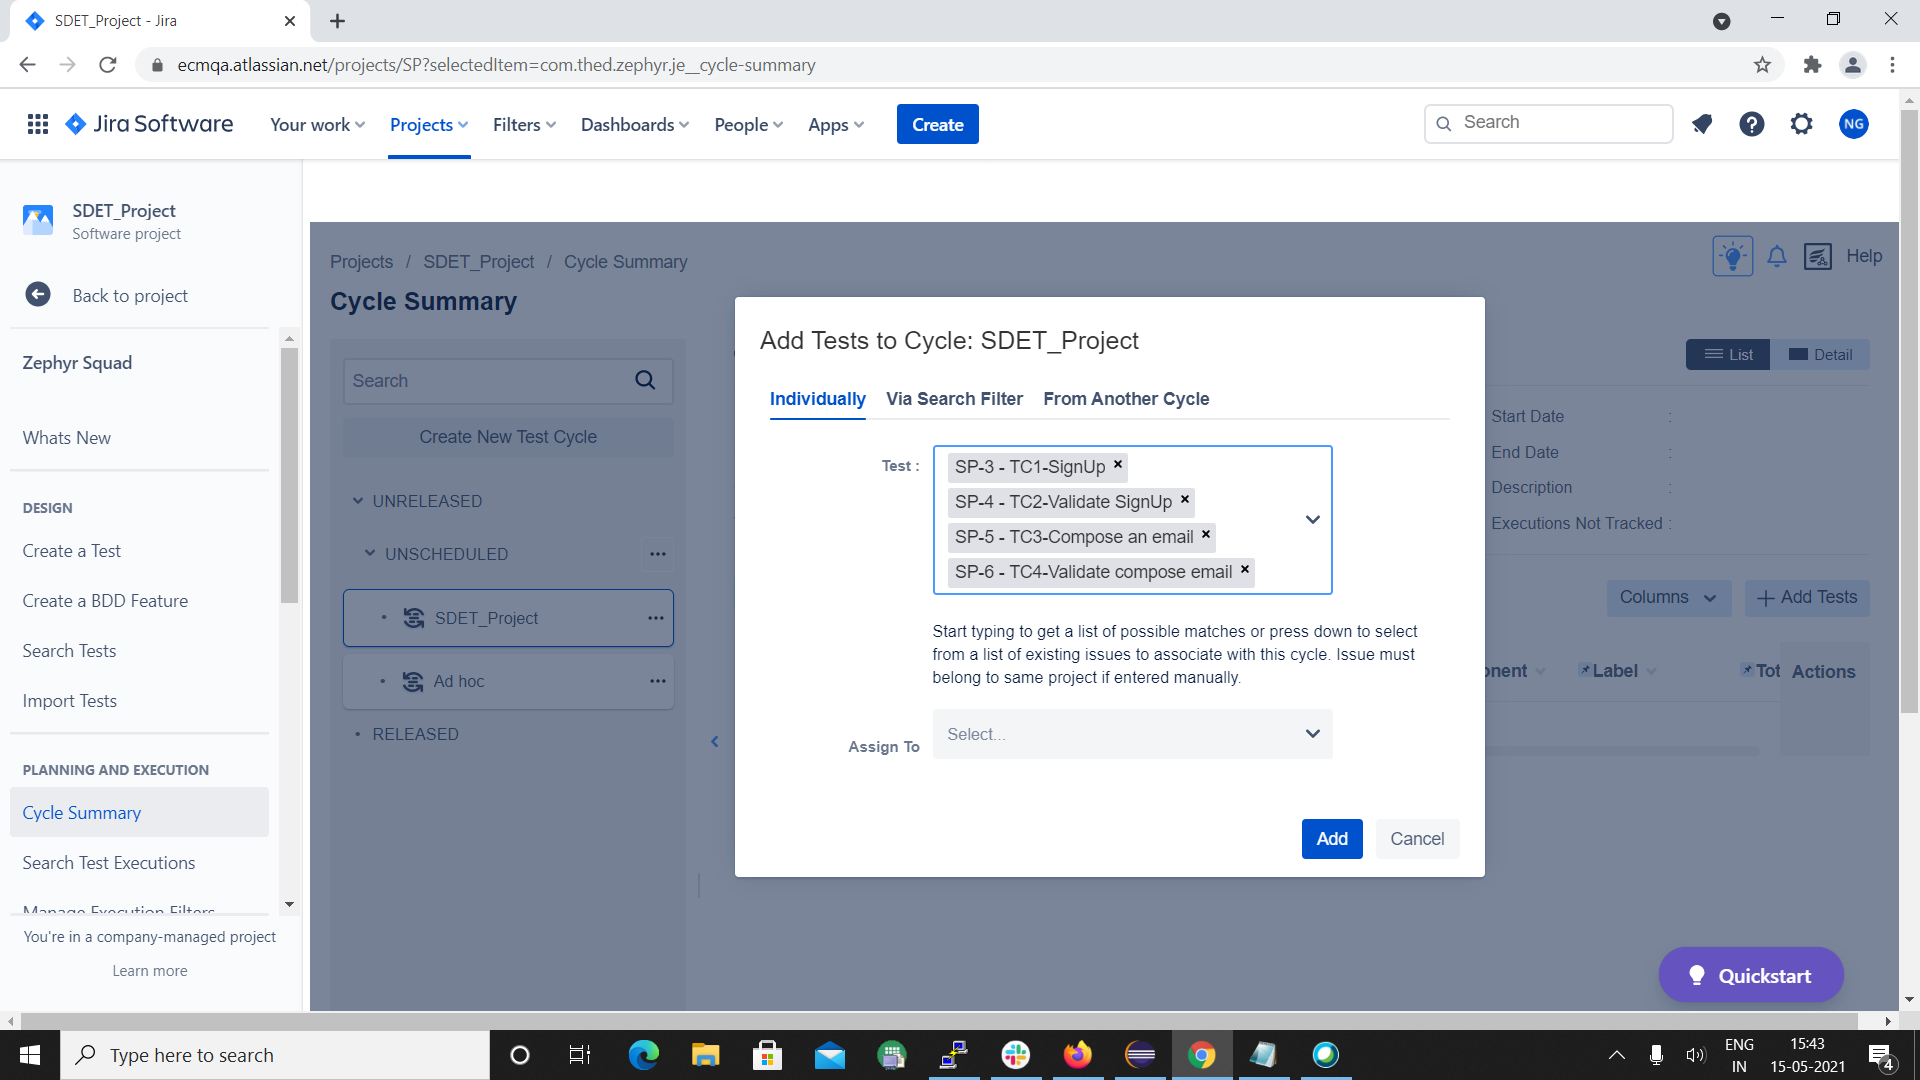 SDET_Project - Jira
ecmqa.atlassian.net/projects/SP?selectedItem=com.thed.zephyr.je__cycle-summary
Jira Software
Your work
Projects
Filters
Dashboards
People
Apps
Create
Search
NG
SDET_Project
Software project
Back to project
Zephyr Squad
Whats New
DESIGN
Create a Test
Create a BDD Feature
Search Tests
Import Tests
PLANNING AND EXECUTION
Cycle Summary
Search Test Executions
Manage Execution Filters
You're in a company-managed project
Learn more
Projects / SDET_Project / Cycle Summary
Help
Cycle Summary
Search
Create New Test Cycle
UNRELEASED
UNSCHEDULED
SDET_Project
Ad hoc
RELEASED
List
Detail
Start Date :
End Date :
Description :
Executions Not Tracked :
Columns
Add Tests
onent
Label
Tot
Actions
Add Tests to Cycle: SDET_Project
Individually
Via Search Filter
From Another Cycle
Test :
SP-3 - TC1-SignUp ×
SP-4 - TC2-Validate SignUp ×
SP-5 - TC3-Compose an email ×
SP-6 - TC4-Validate compose email ×
Start typing to get a list of possible matches or press down to select
from a list of existing issues to associate with this cycle. Issue must
belong to same project if entered manually.
Assign To
Select...
Add
Cancel
Quickstart
Type here to search
ENG
IN
15:43
15-05-2021
4